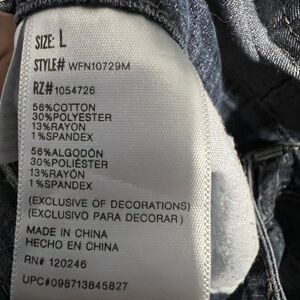 SIZE: L
STYLE# WFN10729M
RZ# 1054726
56%COTTON
30%POLYESTER
13%RAYON
1%SPANDEX
56%ALGODÓN
30%POLIÉSTER
13%RAYON
1%SPANDEX
(EXCLUSIVE OF DECORATIONS)
(EXCLUSIVO PARA DECORAR)
MADE IN CHINA
HECHO EN CHINA
RN# 120246
UPC#098713845827